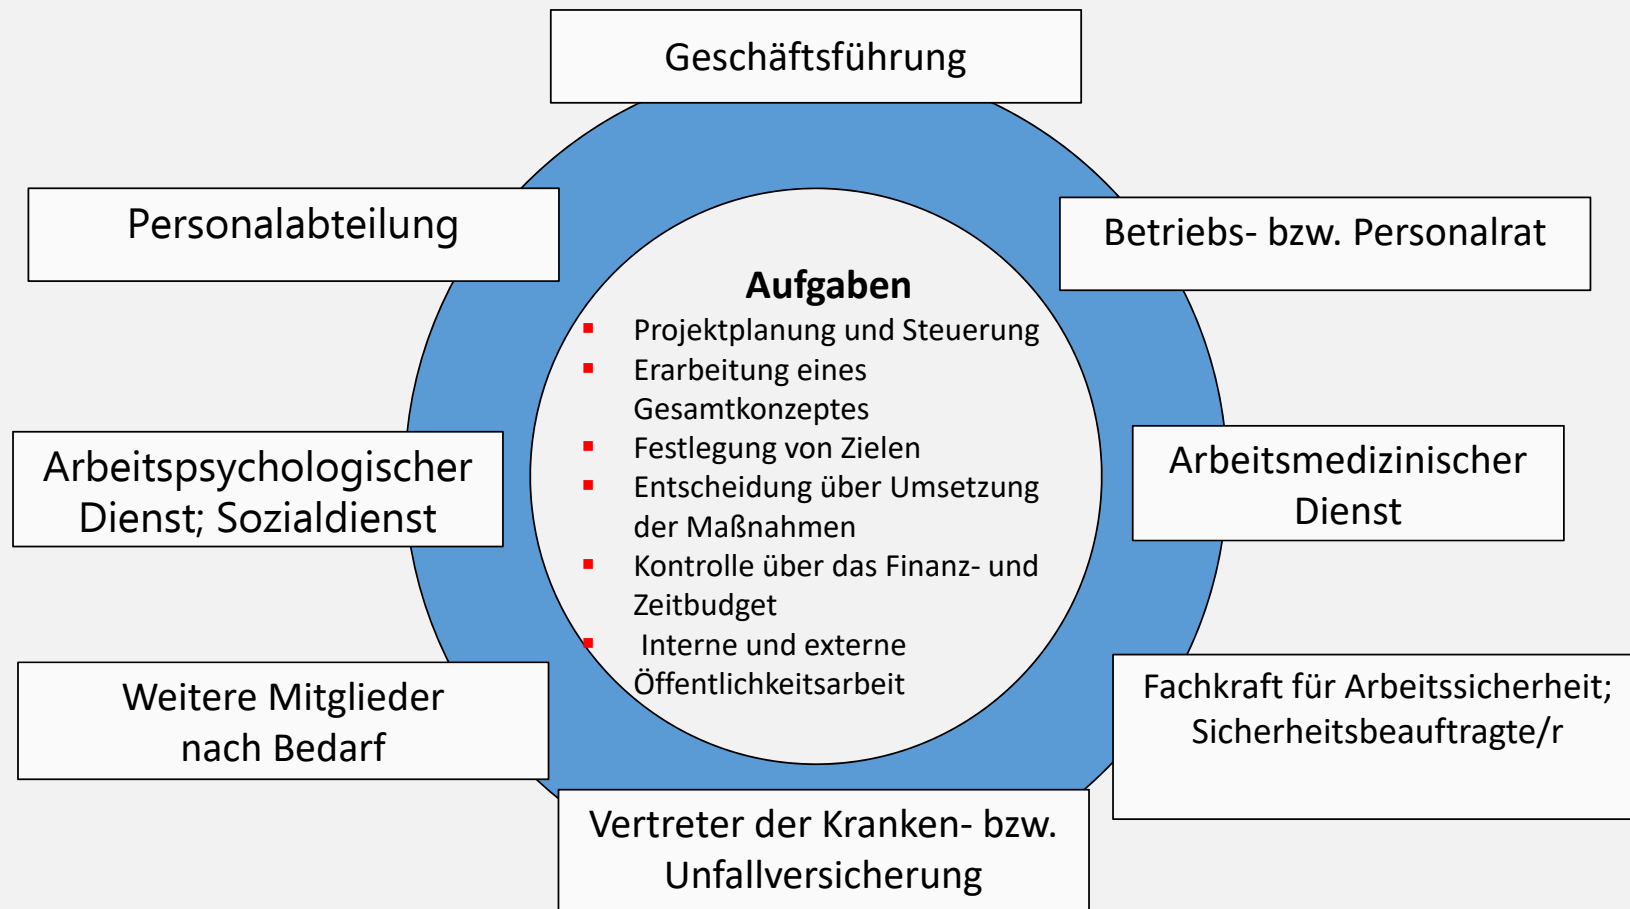 Geschäftsführung
Personalabteilung
Betriebs- bzw. Personalrat
Aufgaben
Projektplanung und Steuerung
Erarbeitung eines
Gesamtkonzeptes
Festlegung von Zielen
Entscheidung über Umsetzung
der Maßnahmen
Kontrolle über das Finanz- und
Zeitbudget
Interne und externe
Öffentlichkeitsarbeit
Arbeitspsychologischer
Dienst; Sozialdienst
Arbeitsmedizinischer
Dienst
Weitere Mitglieder
nach Bedarf
Fachkraft für Arbeitssicherheit;
Sicherheitsbeauftragte/r
Vertreter der Kranken- bzw.
Unfallversicherung